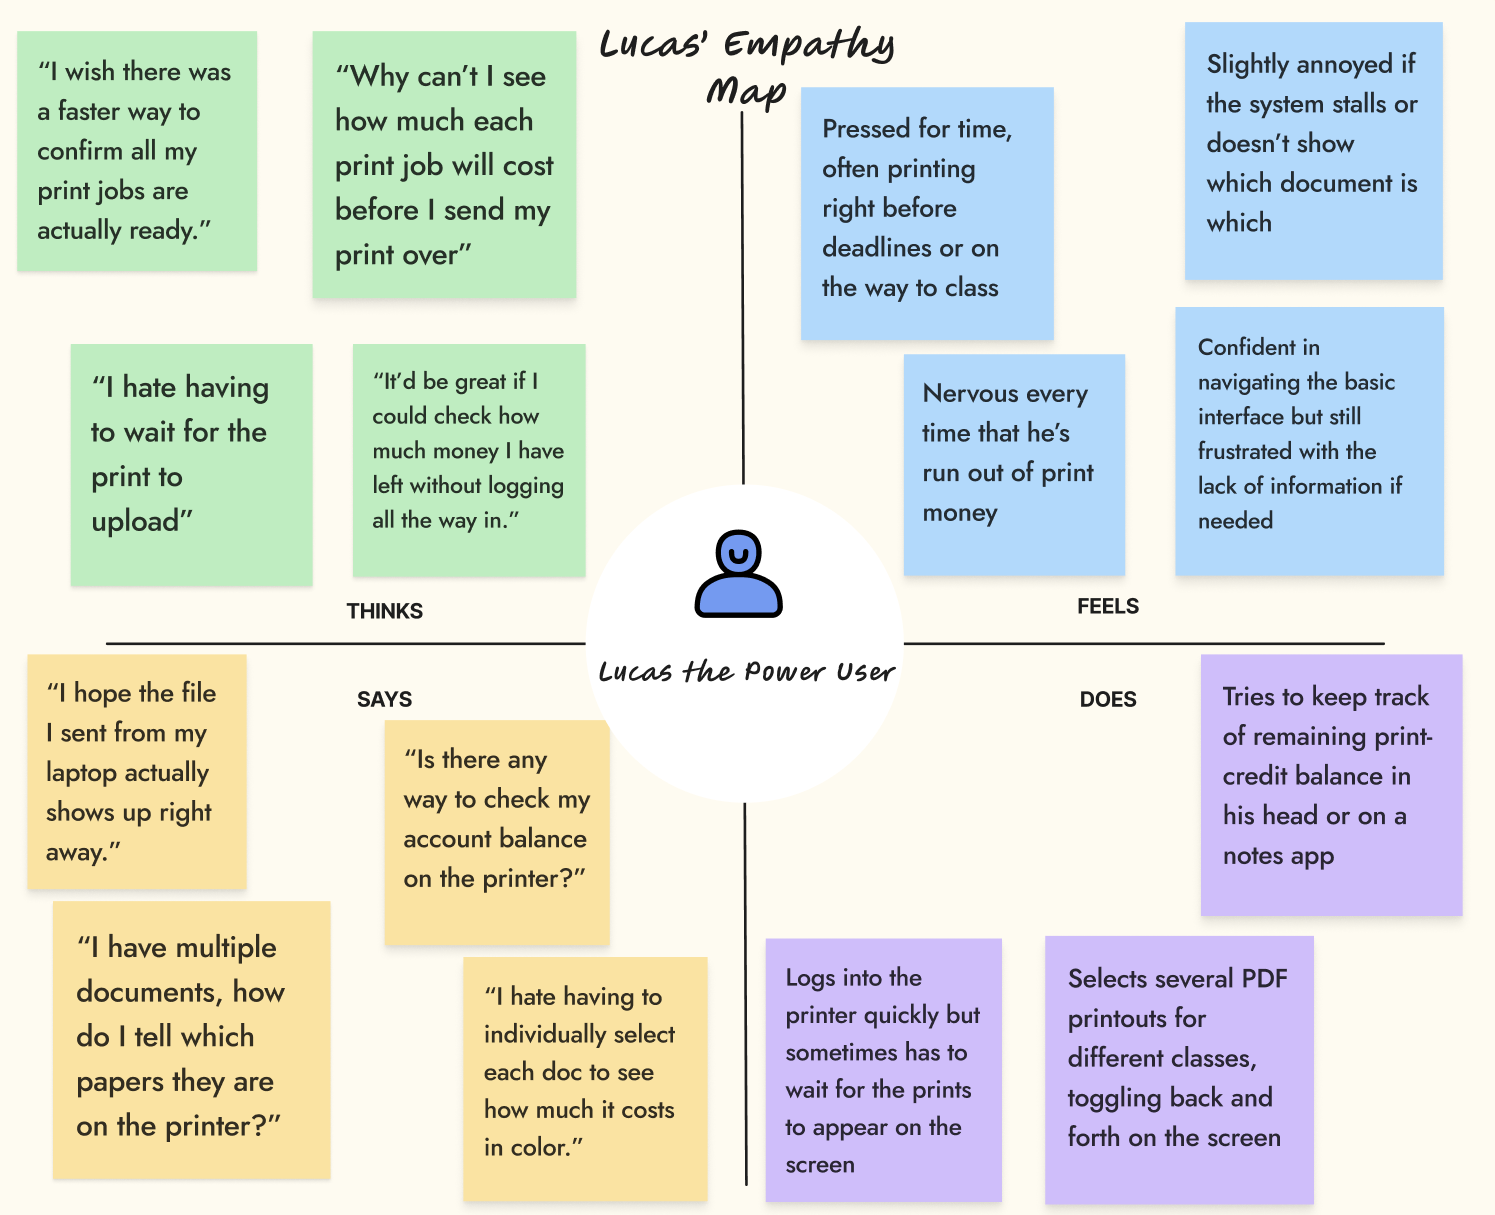 Lucas’ Empathy
Map
“I wish there was
a faster way to
confirm all my
print jobs are
actually ready.”
“Why can’t I see
how much each
print job will cost
before I send my
print over”
“I hate having
to wait for the
print to
upload”
“It’d be great if I
could check how
much money I have
left without logging
all the way in.”
THINKS
Pressed for time,
often printing
right before
deadlines or on
the way to class
Slightly annoyed if
the system stalls or
doesn’t show
which document is
which
Nervous every
time that he’s
run out of print
money
Confident in
navigating the basic
interface but still
frustrated with the
lack of information if
needed
FEELS
Lucas the Power User
SAYS
“I hope the file
I sent from my
laptop actually
shows up right
away.”
“Is there any
way to check my
account balance
on the printer?”
“I have multiple
documents, how
do I tell which
papers they are
on the printer?”
“I hate having to
individually select
each doc to see
how much it costs
in color.”
DOES
Tries to keep track
of remaining print-
credit balance in
his head or on a
notes app
Logs into the
printer quickly but
sometimes has to
wait for the prints
to appear on the
screen
Selects several PDF
printouts for
different classes,
toggling back and
forth on the screen